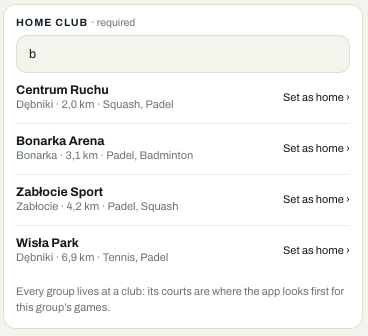 HOME CLUB · required
b
Centrum Ruchu
Dębniki · 2,0 km · Squash, Padel
Set as home ›
Bonarka Arena
Bonarka · 3,1 km · Padel, Badminton
Set as home ›
Zabłocie Sport
Zabłocie · 4,2 km · Padel, Squash
Set as home ›
Wisła Park
Dębniki · 6,9 km · Tennis, Padel
Set as home ›
Every group lives at a club: its courts are where the app looks first for
this group's games.